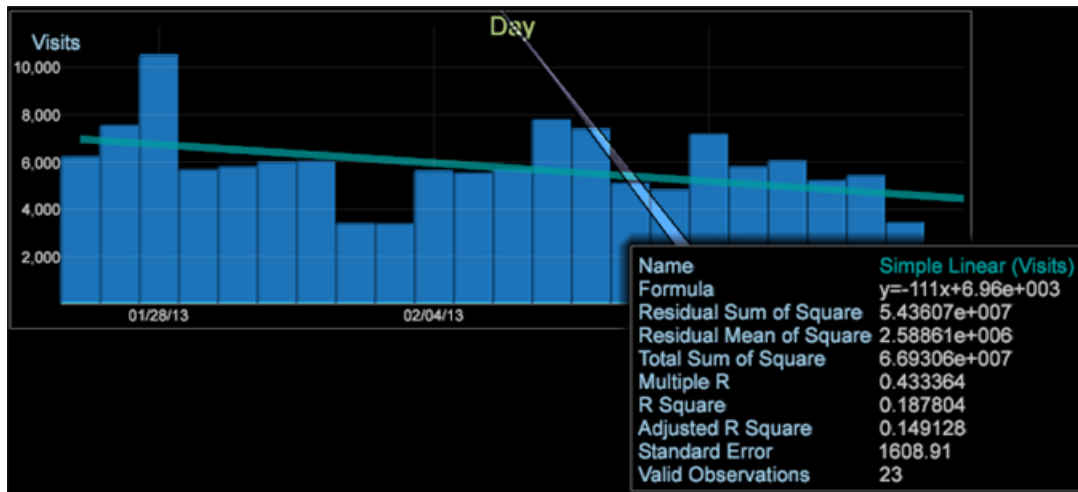 Day
Visits
10,000
8,000
6,000
4,000
2,000
01/28/13 02/04/13
Name Simple Linear (Visits)
Formula y=-111x+6.96e+003
Residual Sum of Square 5.43607e+007
Residual Mean of Square 2.58861e+006
Total Sum of Square 6.69306e+007
Multiple R 0.433364
R Square 0.187804
Adjusted R Square 0.149128
Standard Error 1608.91
Valid Observations 23